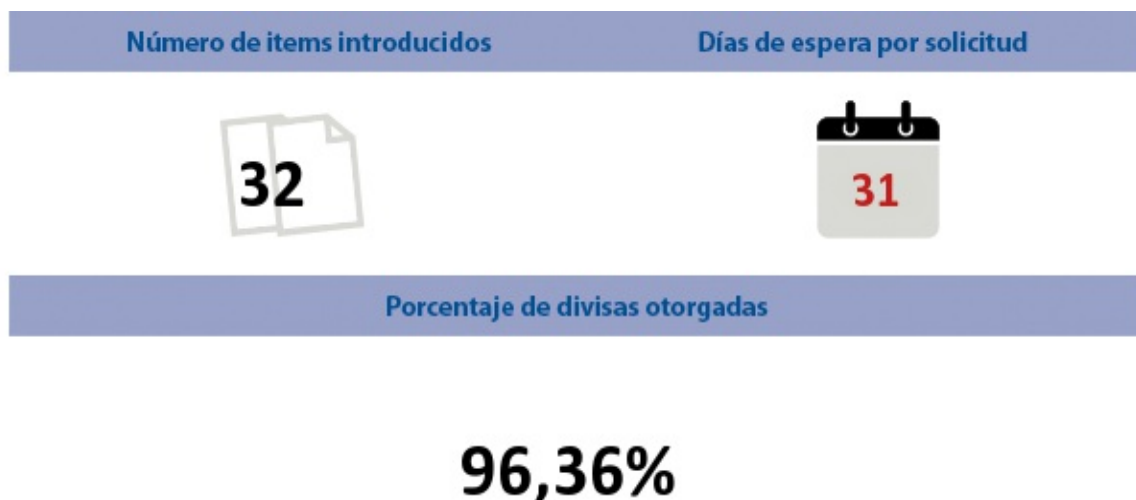 Número de items introducidos
Días de espera por solicitud
32
31
Porcentaje de divisas otorgadas
96,36%